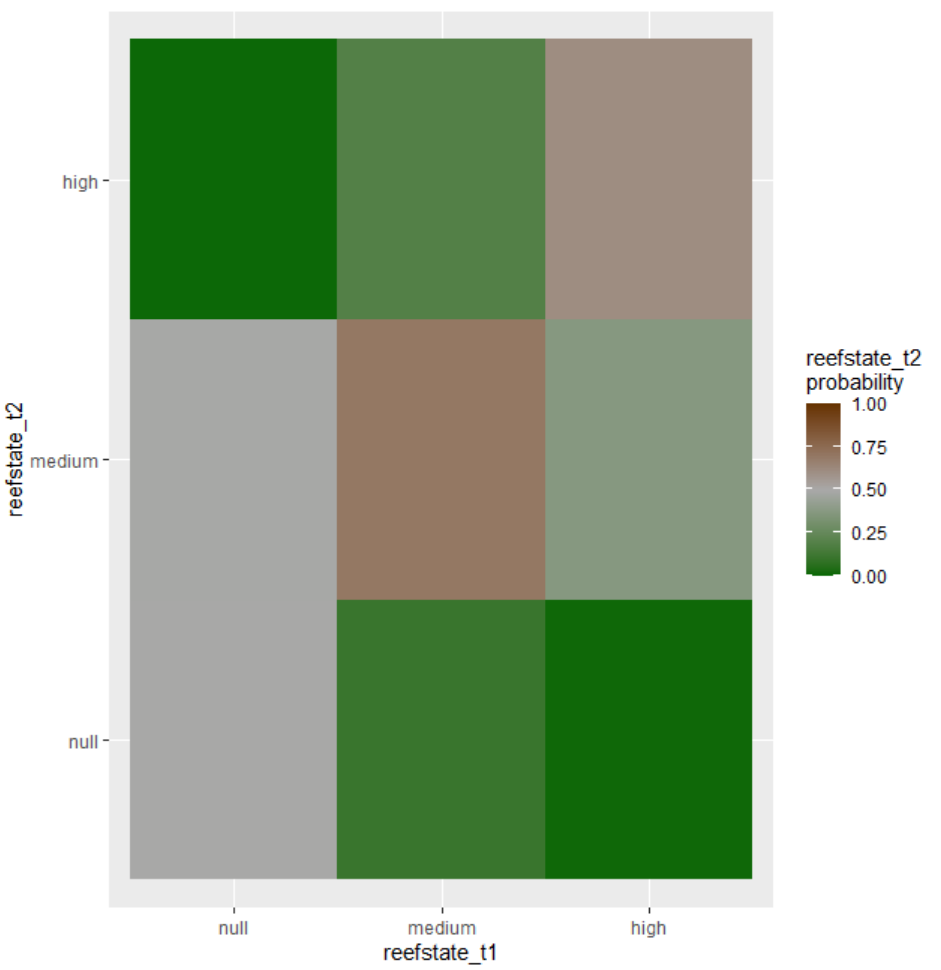 high
medium
null
reefstate_t2
null
medium
high
reefstate_t1
reefstate_t2
probability
1.00
0.75
0.50
0.25
0.00